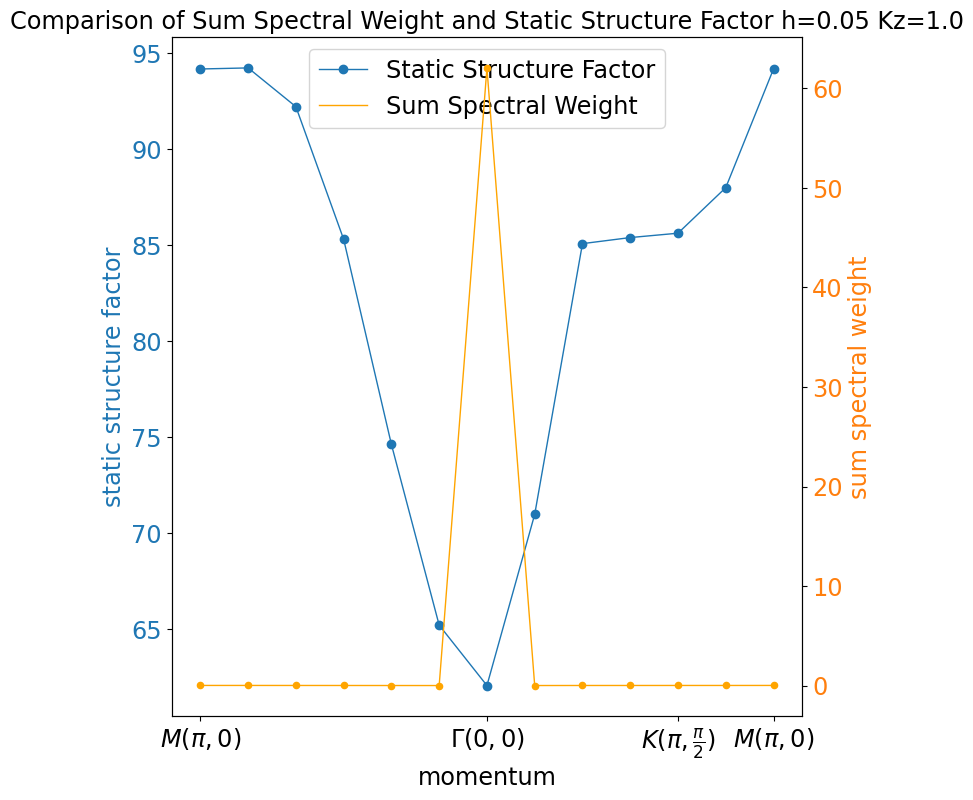 Comparison of Sum Spectral Weight and Static Structure Factor h=0.05 Kz=1.0
Static Structure Factor
Sum Spectral Weight
95
90
85
80
75
70
65
static structure factor
60
50
40
30
20
10
0
sum spectral weight
M(π, 0)
Γ(0, 0)
K(π, π/2)
M(π, 0)
momentum